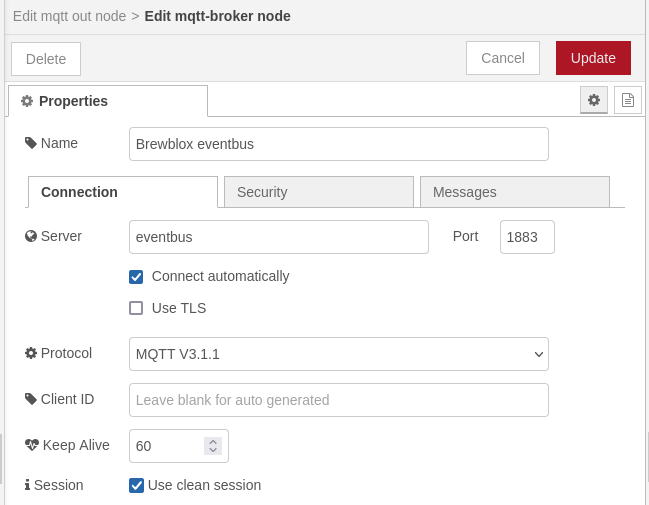 Edit mqtt out node > Edit mqtt-broker node
Delete Cancel Update
Properties
Name Brewblox eventbus
Connection Security Messages
Server eventbus Port 1883
Connect automatically
Use TLS
Protocol MQTT V3.1.1
Client ID Leave blank for auto generated
Keep Alive 60
Session Use clean session